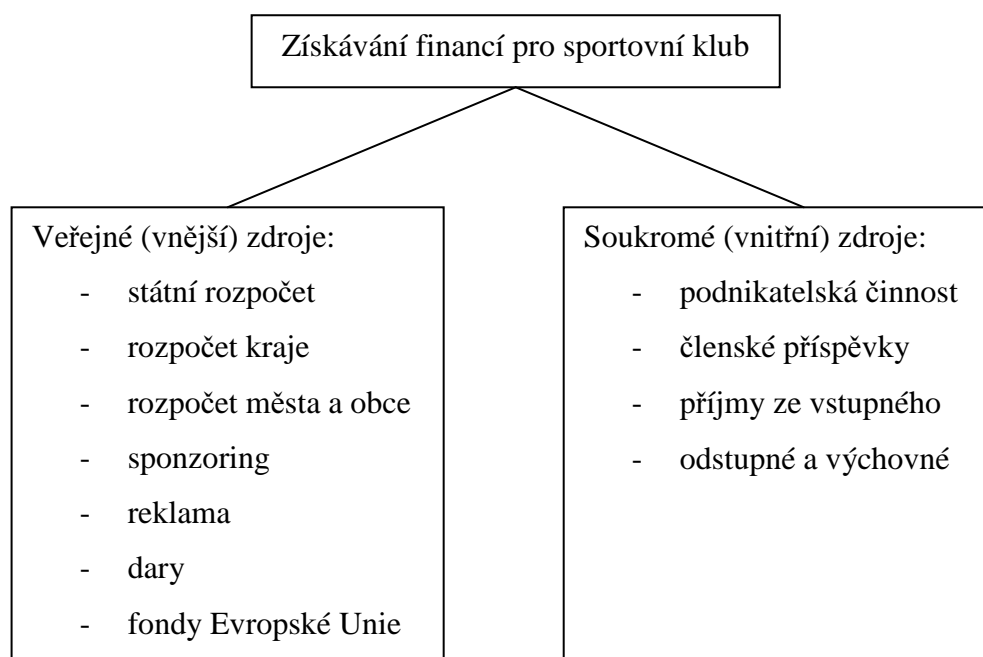 Získávání financí pro sportovní klub
Veřejné (vnější) zdroje:
- státní rozpočet
- rozpočet kraje
- rozpočet města a obce
- sponzoring
- reklama
- dary
- fondy Evropské Unie
Soukromé (vnitřní) zdroje:
- podnikatelská činnost
- členské příspěvky
- příjmy ze vstupného
- odstupné a výchovné